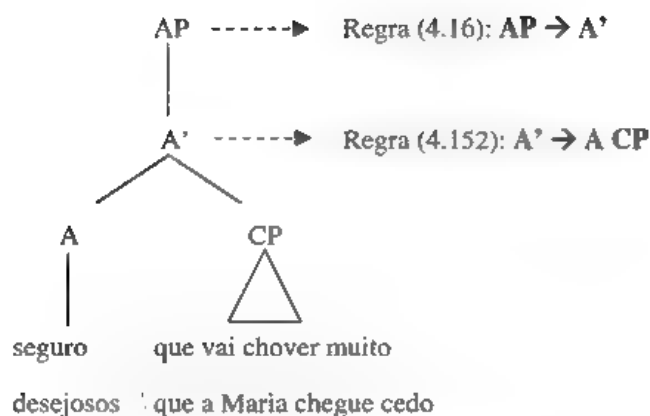 AP Regra (4.16): AP → A’
A’ Regra (4.152): A’ → A CP
A CP
seguro que vai chover muito
desejosos que a Maria chegue cedo